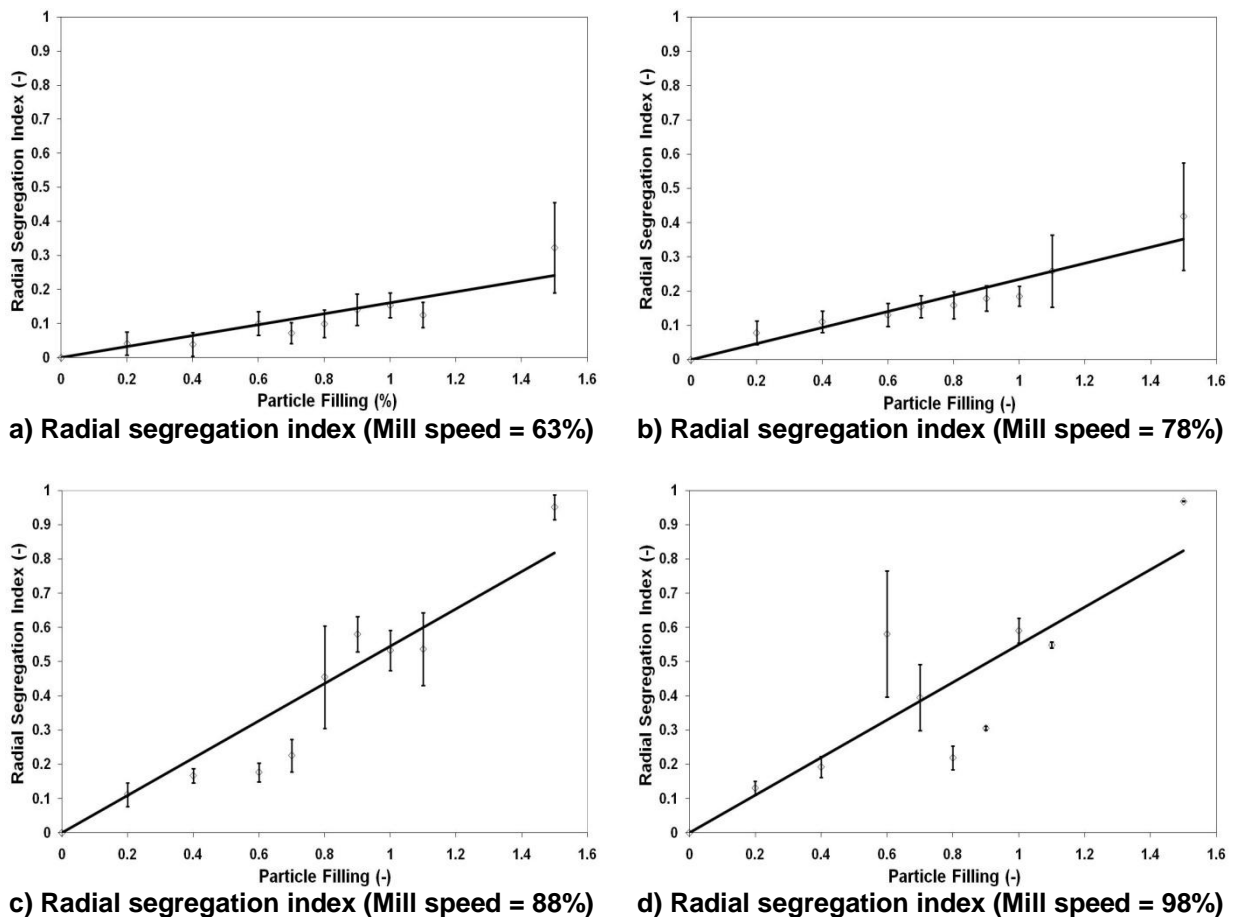 1
0.9
0.8
0.7
0.6
0.5
0.4
0.3
0.2
0.1
0
Radial Segregation Index (-)
0 0.2 0.4 0.6 0.8 1 1.2 1.4 1.6
Particle Filling (%)
a) Radial segregation index (Mill speed = 63%)
1
0.9
0.8
0.7
0.6
0.5
0.4
0.3
0.2
0.1
0
Radial Segregation Index (-)
0 0.2 0.4 0.6 0.8 1 1.2 1.4 1.6
Particle Filling (-)
b) Radial segregation index (Mill speed = 78%)
1
0.9
0.8
0.7
0.6
0.5
0.4
0.3
0.2
0.1
0
Radial Segregation Index (-)
0 0.2 0.4 0.6 0.8 1 1.2 1.4 1.6
Particle Filling (-)
c) Radial segregation index (Mill speed = 88%)
1
0.9
0.8
0.7
0.6
0.5
0.4
0.3
0.2
0.1
0
Radial Segregation Index (-)
0 0.2 0.4 0.6 0.8 1 1.2 1.4 1.6
Particle Filling (-)
d) Radial segregation index (Mill speed = 98%)